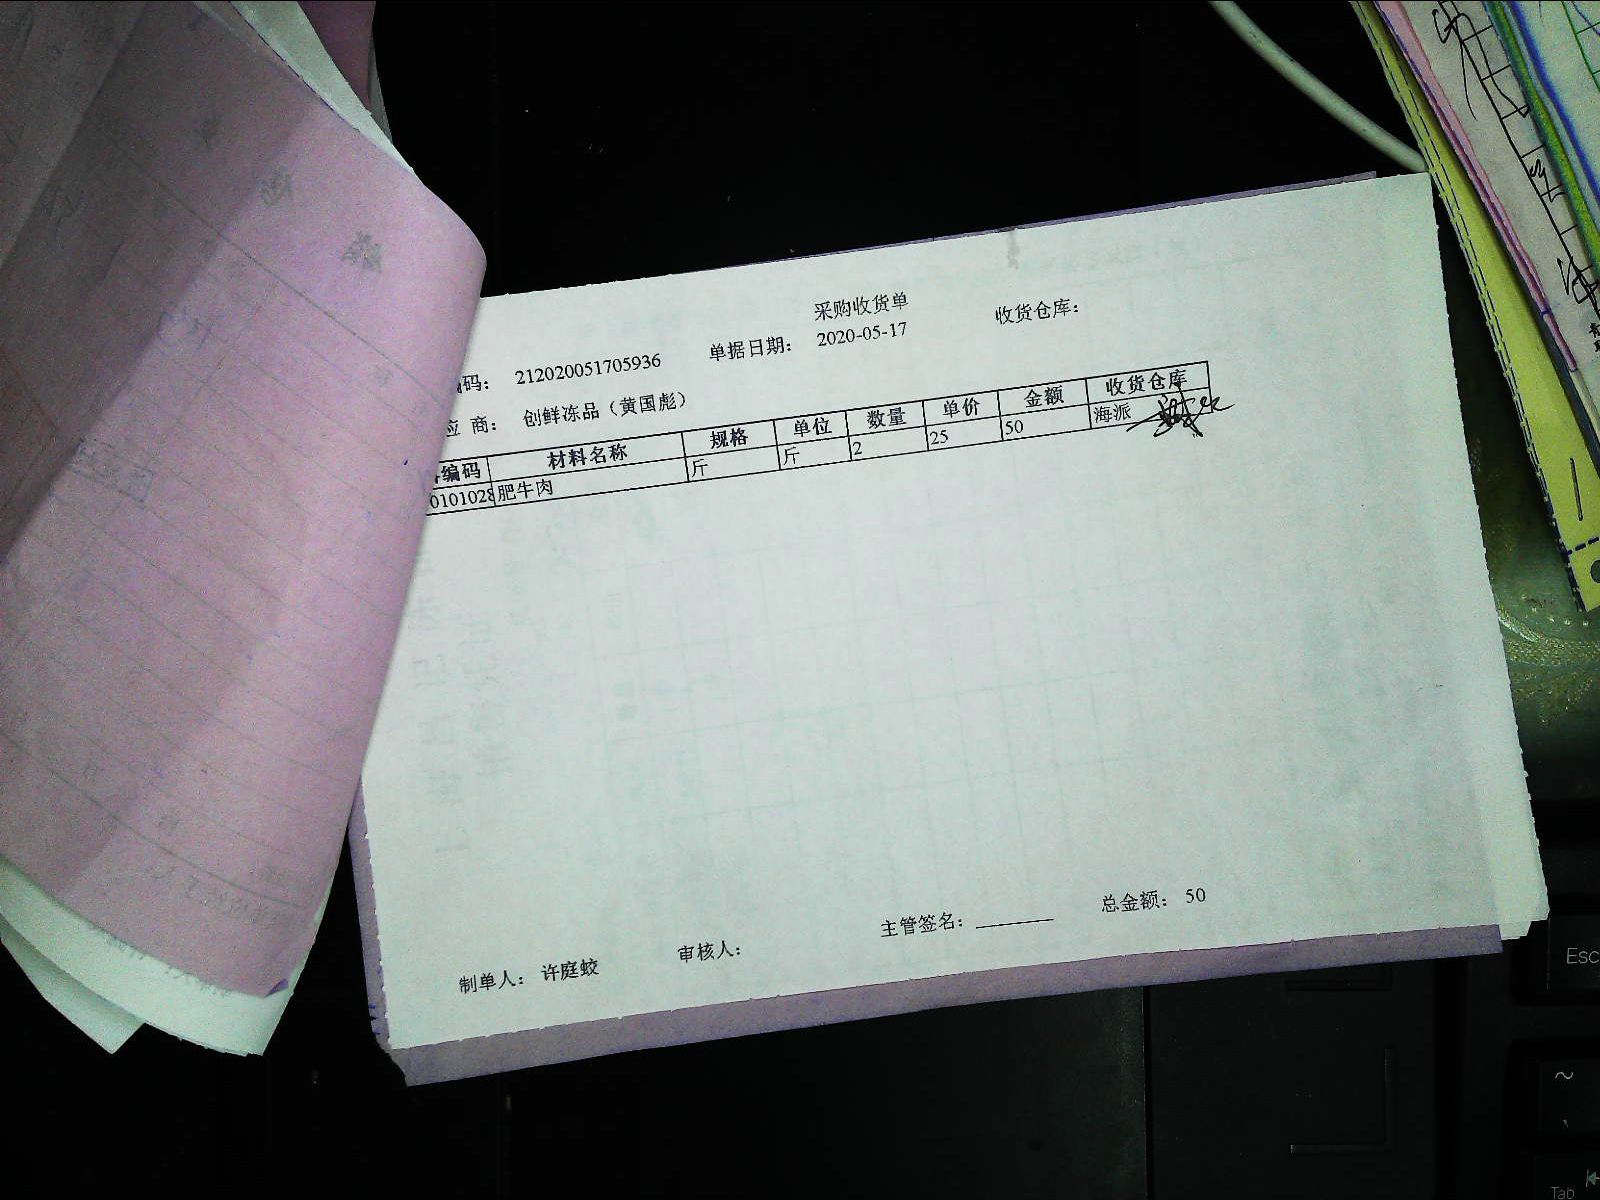 采购收货单
码： 212020051705936 单据日期： 2020-05-17 收货仓库：
应 商： 创鲜冻品（黄国彪）
编码 材料名称 规格 单位 数量 单价 金额 收货仓库
0101028 肥牛肉 斤 斤 2 25 50 海派
制单人： 许庭蛟 审核人： 主管签名： 总金额： 50
Esc
~
Tab